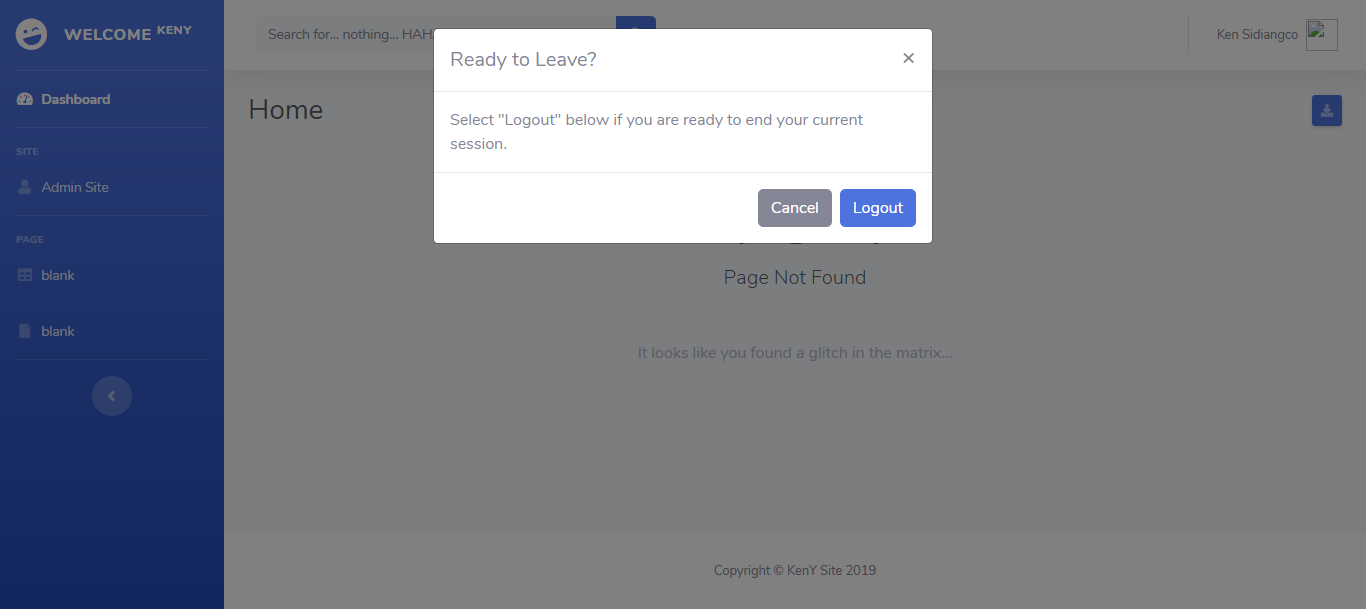 WELCOME KENY
Search for... nothing...
Ken Sidiangco
Ready to Leave?
×
Dashboard
Home
Select "Logout" below if you are ready to end your current
session.
SITE
Admin Site
Cancel
Logout
PAGE
blank
Page Not Found
blank
It looks like you found a glitch in the matrix...
Copyright © KenY Site 2019